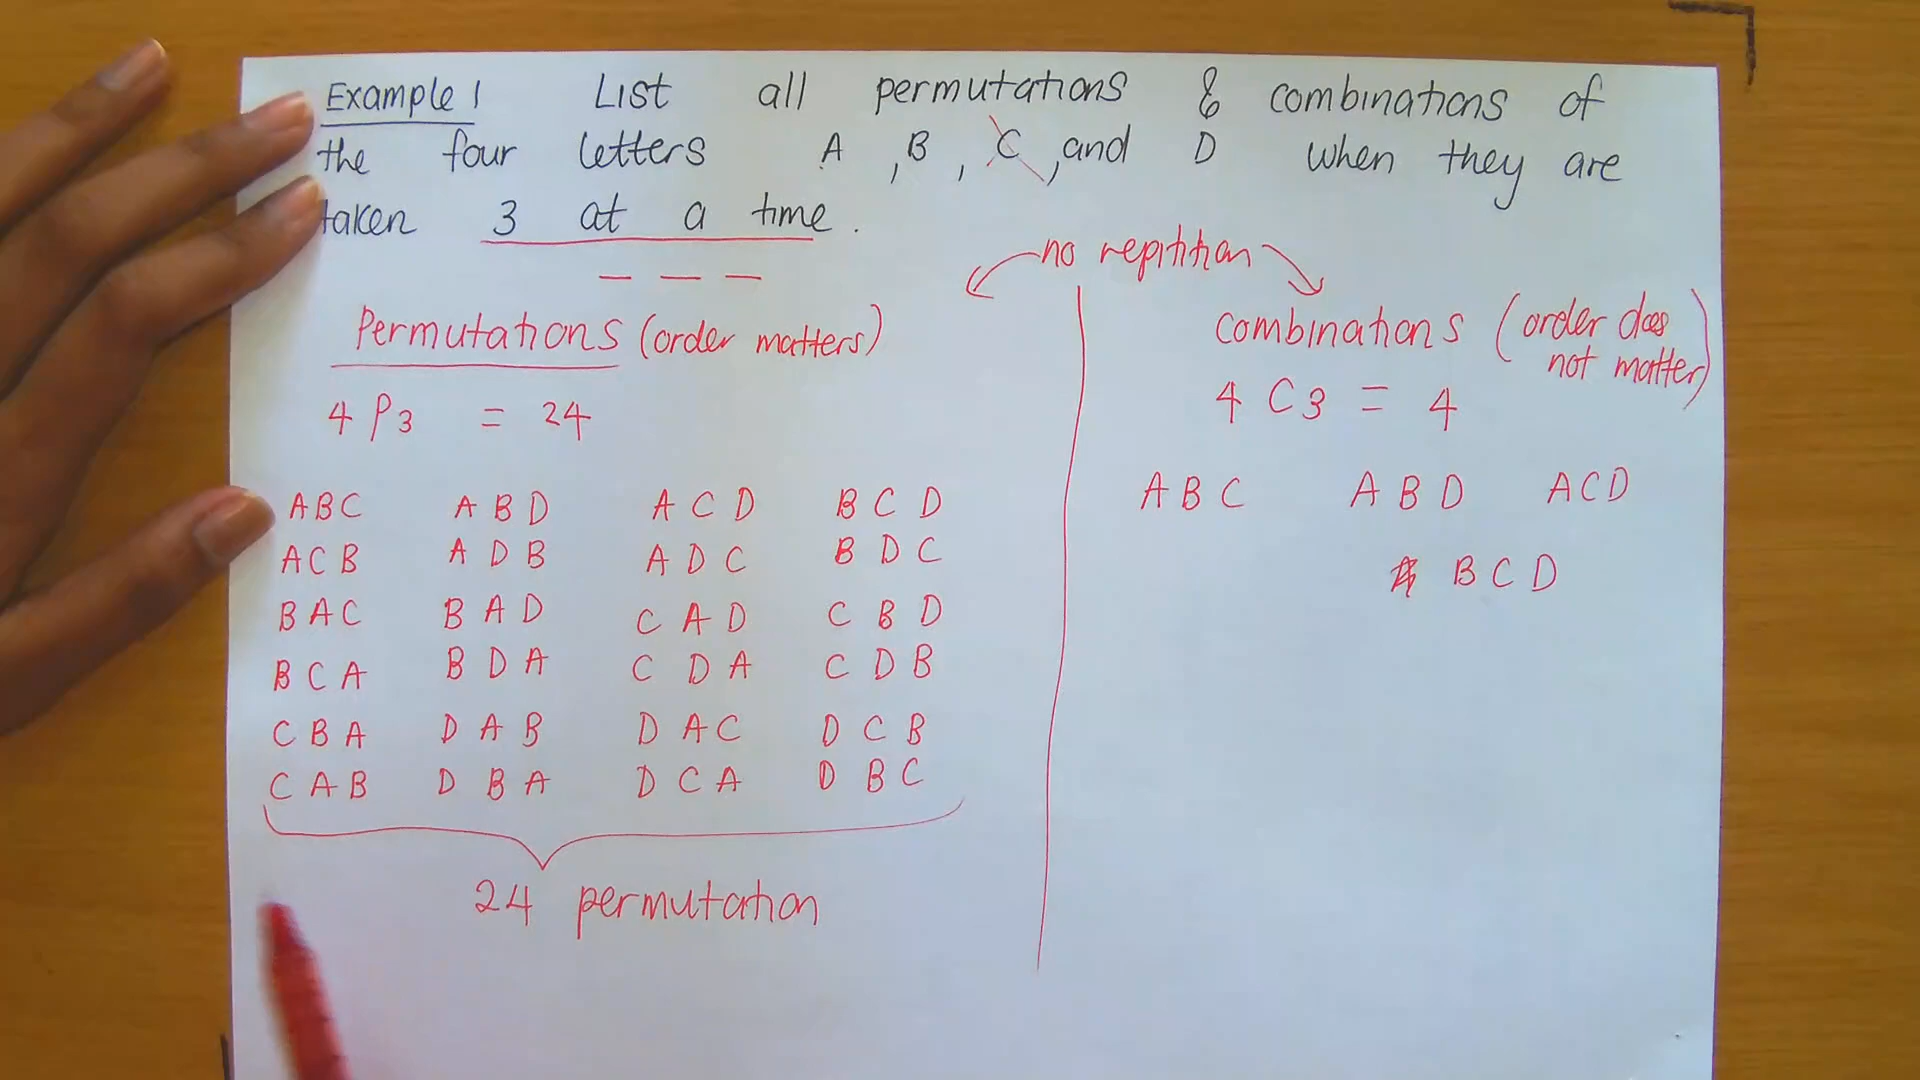 Example 1 List all permutations & combinations of
the four letters A, B, C, and D when they are
taken 3 at a time.
no repitition
Permutations (order matters)
4 P 3 = 24
ABC ABD ACD BCD
ACB ADB ADC BDC
BAC BAD CAD CBD
BCA BDA CDA CDB
CBA DAB DAC DCB
CAB DBA DCA DBC
24 permutation
combinations (order does
not matter)
4 C 3 = 4
ABC ABD ACD
BCD